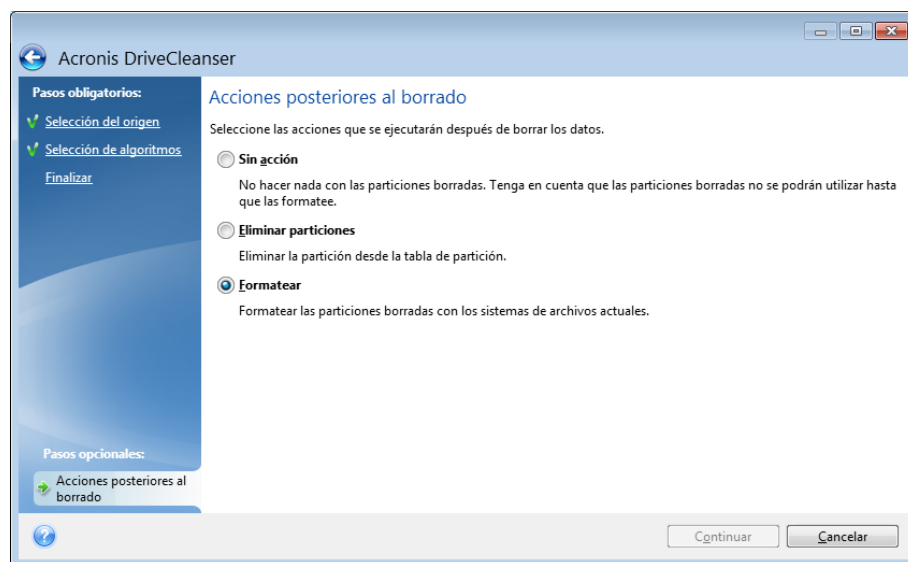 Acronis DriveCleanser
Pasos obligatorios:
Selección del origen
Selección de algoritmos
Finalizar
Pasos opcionales:
Acciones posteriores al
borrado
Acciones posteriores al borrado
Seleccione las acciones que se ejecutarán después de borrar los datos.
Sin acción
No hacer nada con las particiones borradas. Tenga en cuenta que las particiones borradas no se podrán utilizar hasta
que las formatee.
Eliminar particiones
Eliminar la partición desde la tabla de partición.
Formatear
Formatear las particiones borradas con los sistemas de archivos actuales.
Continuar
Cancelar